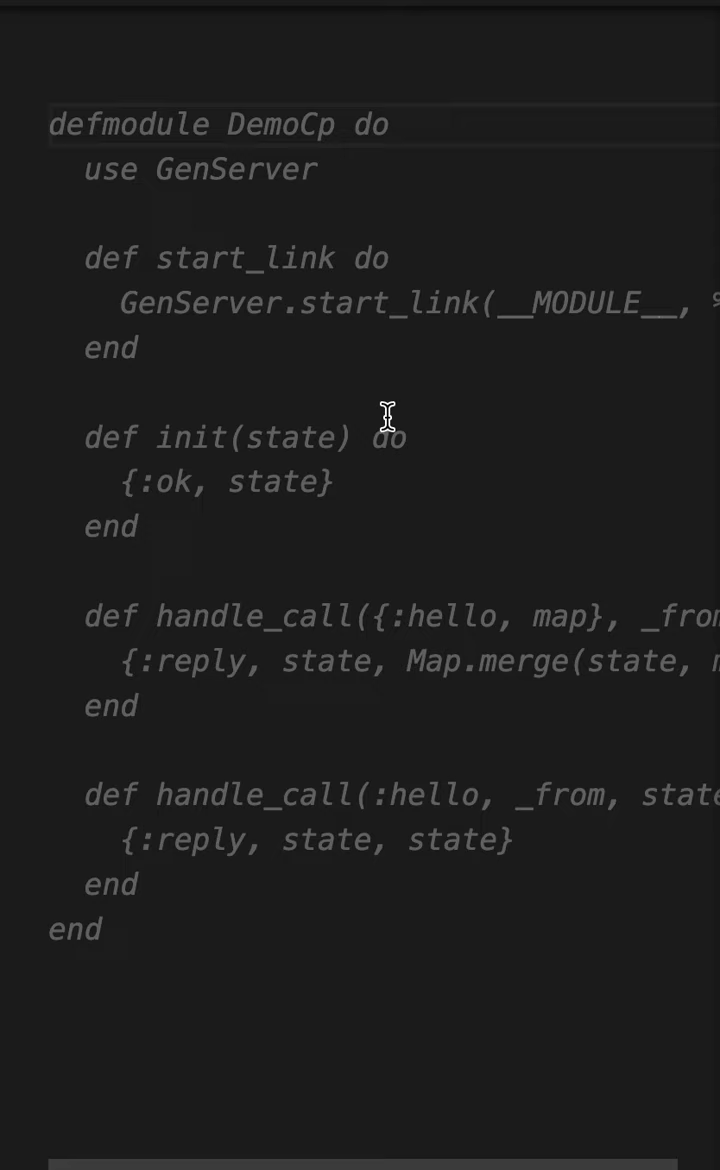 defmodule DemoCp do
  use GenServer

  def start_link do
    GenServer.start_link(__MODULE__, %
  end

  def init(state) do
    {:ok, state}
  end

  def handle_call({:hello, map}, _from
    {:reply, state, Map.merge(state, m
  end

  def handle_call(:hello, _from, state
    {:reply, state, state}
  end
end